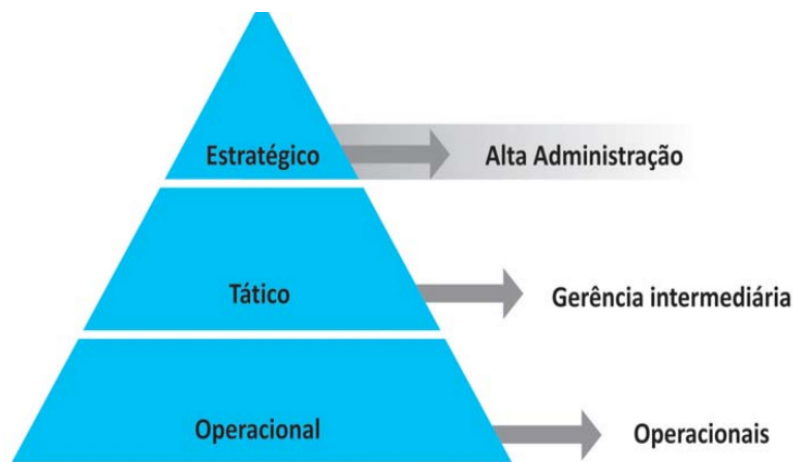 Estratégico
Alta Administração
Tático
Gerência intermediária
Operacional
Operacionais